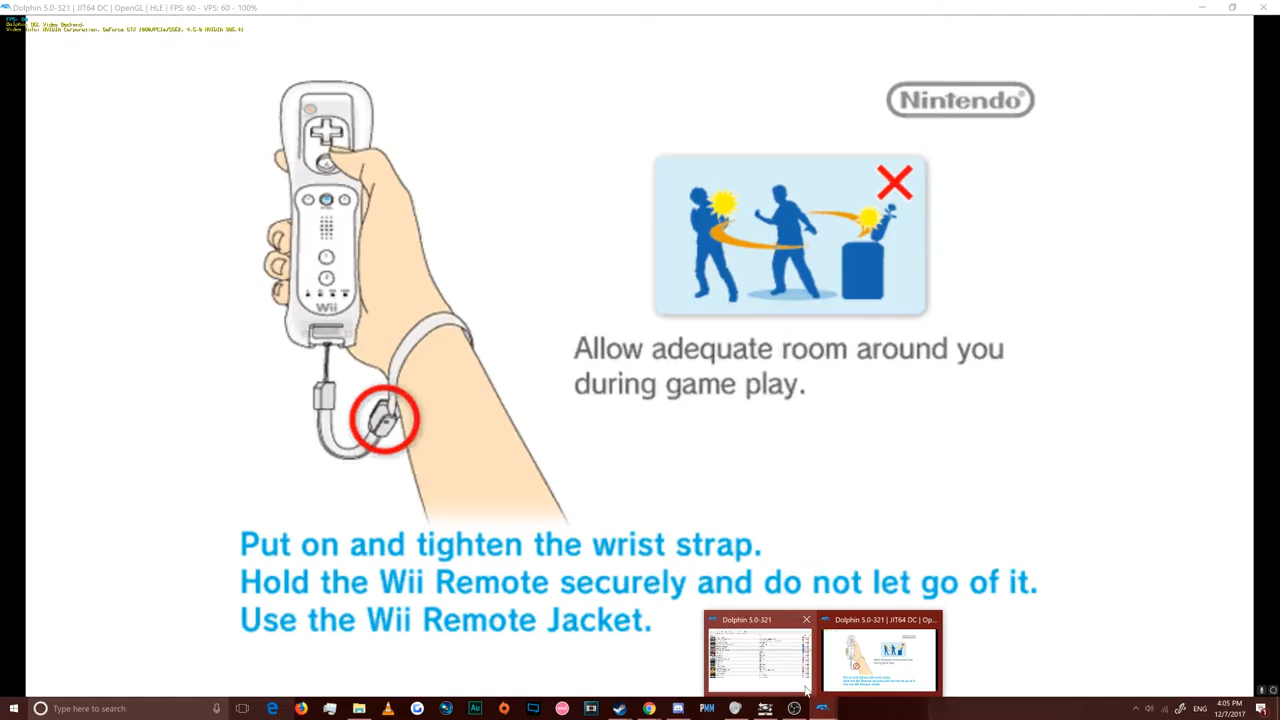 Dolphin 5.0-321 | JIT64 DC | OpenGL | HLE | FPS: 60 - VPS: 60 - 100%
Nintendo®
Wii
Allow adequate room around you
during game play.
Put on and tighten the wrist strap.
Hold the Wii Remote securely and do not let go of it.
Use the Wii Remote Jacket.
Dolphin 5.0-321
Dolphin 5.0-321 | JIT64 DC | Op...
Type here to search
PMM
4:05 PM
12/7/2017